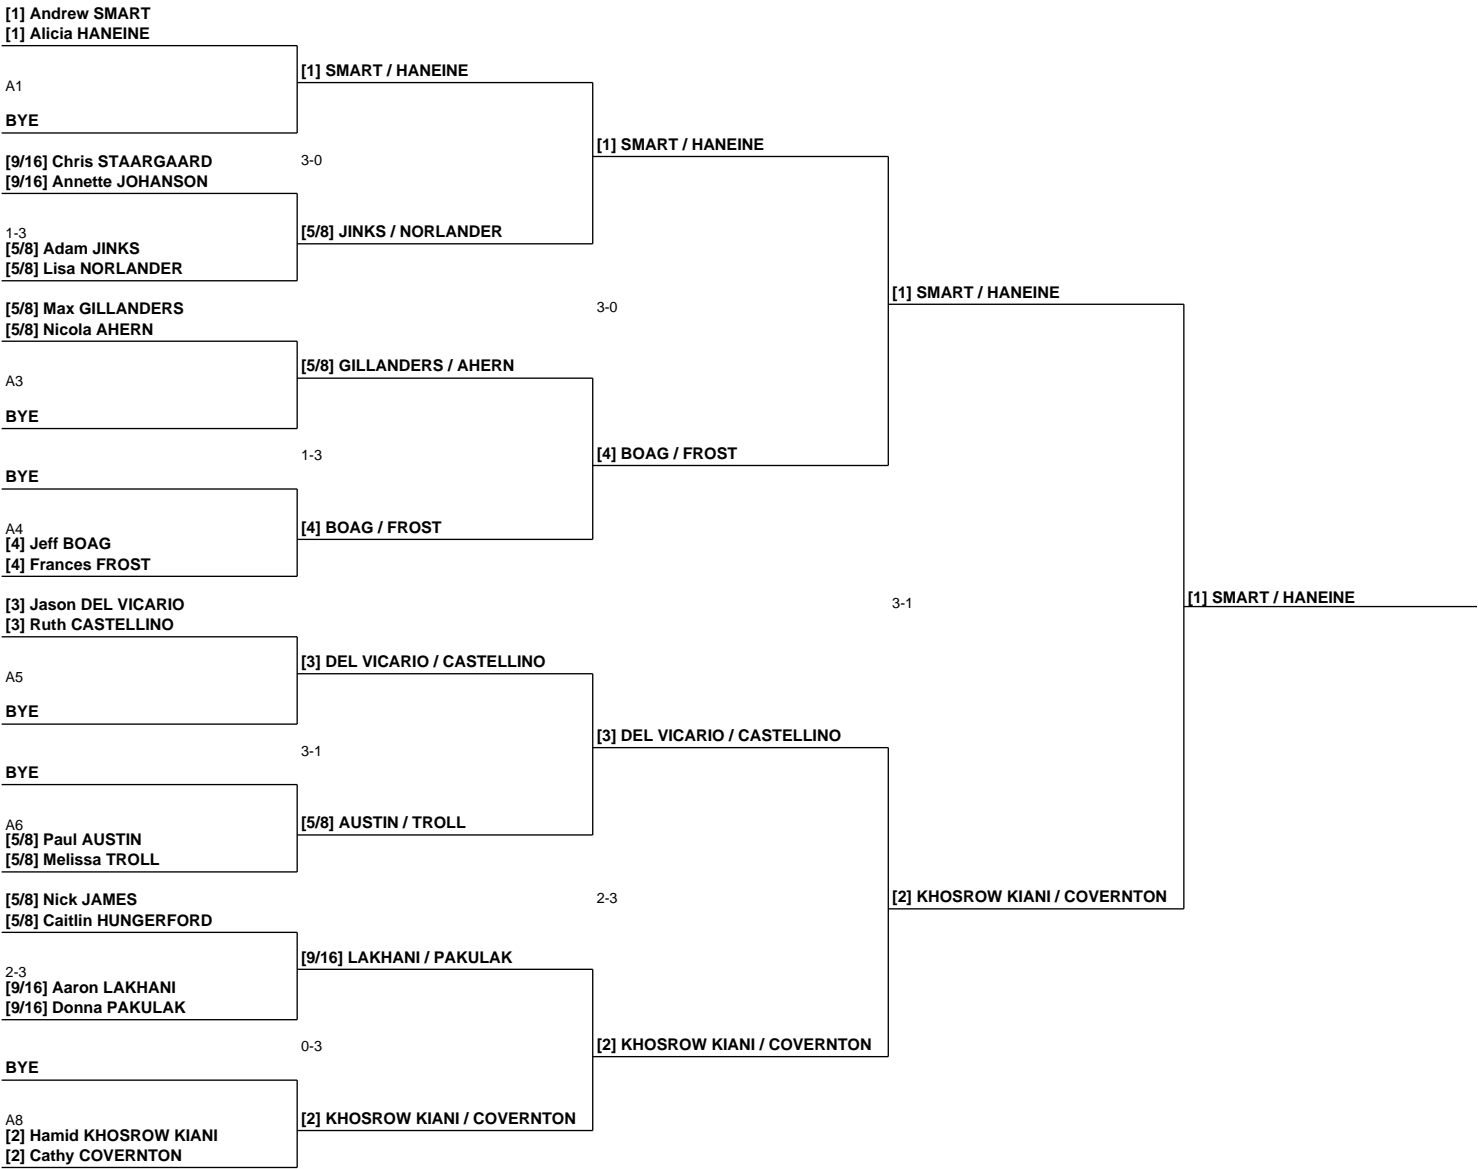 [1] Andrew SMART
[1] Alicia HANEINE
A1
BYE
[9/16] Chris STAARGAARD
[9/16] Annette JOHANSON
1-3
[5/8] Adam JINKS
[5/8] Lisa NORLANDER
[5/8] Max GILLANDERS
[5/8] Nicola AHERN
A3
BYE
BYE
A4
[4] Jeff BOAG
[4] Frances FROST
[3] Jason DEL VICARIO
[3] Ruth CASTELLINO
A5
BYE
BYE
A6
[5/8] Paul AUSTIN
[5/8] Melissa TROLL
[5/8] Nick JAMES
[5/8] Caitlin HUNGERFORD
2-3
[9/16] Aaron LAKHANI
[9/16] Donna PAKULAK
BYE
A8
[2] Hamid KHOSROW KIANI
[2] Cathy COVERNTON
[1] SMART / HANEINE
3-0
[5/8] JINKS / NORLANDER
[5/8] GILLANDERS / AHERN
1-3
[4] BOAG / FROST
[3] DEL VICARIO / CASTELLINO
3-1
[5/8] AUSTIN / TROLL
[9/16] LAKHANI / PAKULAK
0-3
[2] KHOSROW KIANI / COVERNTON
[1] SMART / HANEINE
3-0
[4] BOAG / FROST
[3] DEL VICARIO / CASTELLINO
2-3
[2] KHOSROW KIANI / COVERNTON
[1] SMART / HANEINE
3-1
[2] KHOSROW KIANI / COVERNTON
[1] SMART / HANEINE